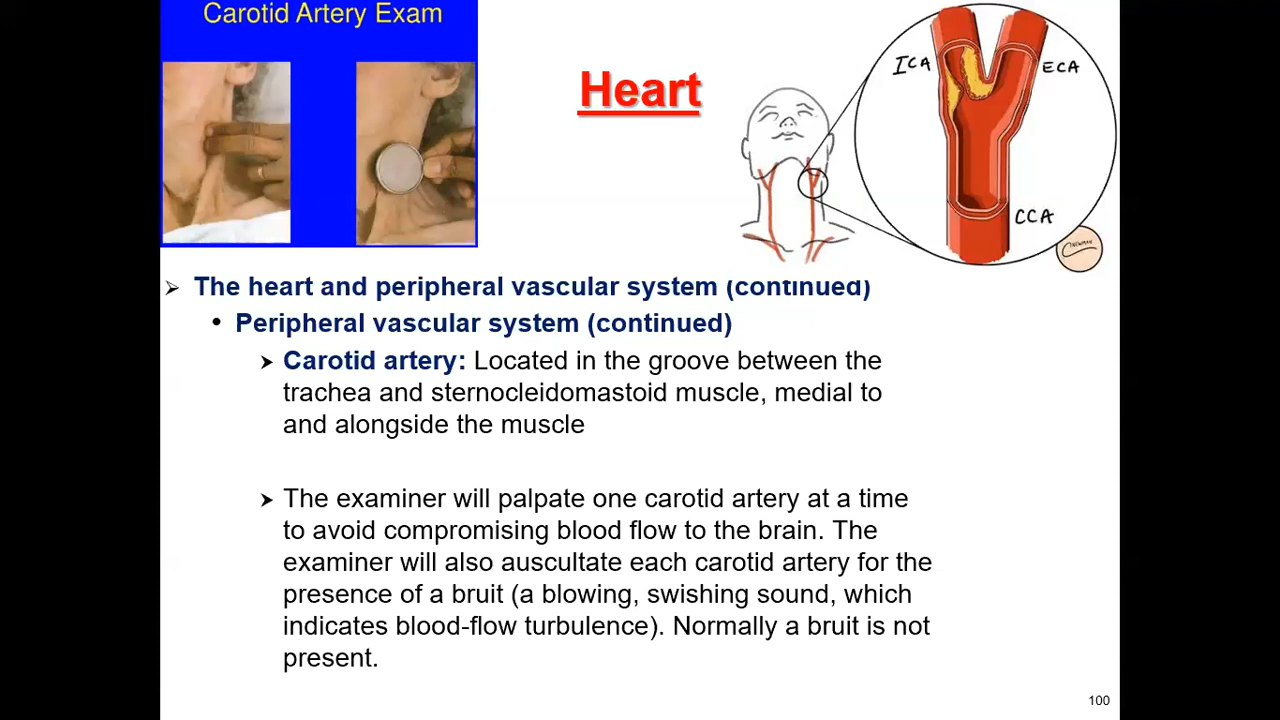 Carotid Artery Exam
Heart
ICA
ECA
CCA
CNEWMAN
➢ The heart and peripheral vascular system (continued)
• Peripheral vascular system (continued)
➤ Carotid artery: Located in the groove between the
trachea and sternocleidomastoid muscle, medial to
and alongside the muscle
➤ The examiner will palpate one carotid artery at a time
to avoid compromising blood flow to the brain. The
examiner will also auscultate each carotid artery for the
presence of a bruit (a blowing, swishing sound, which
indicates blood-flow turbulence). Normally a bruit is not
present.
100